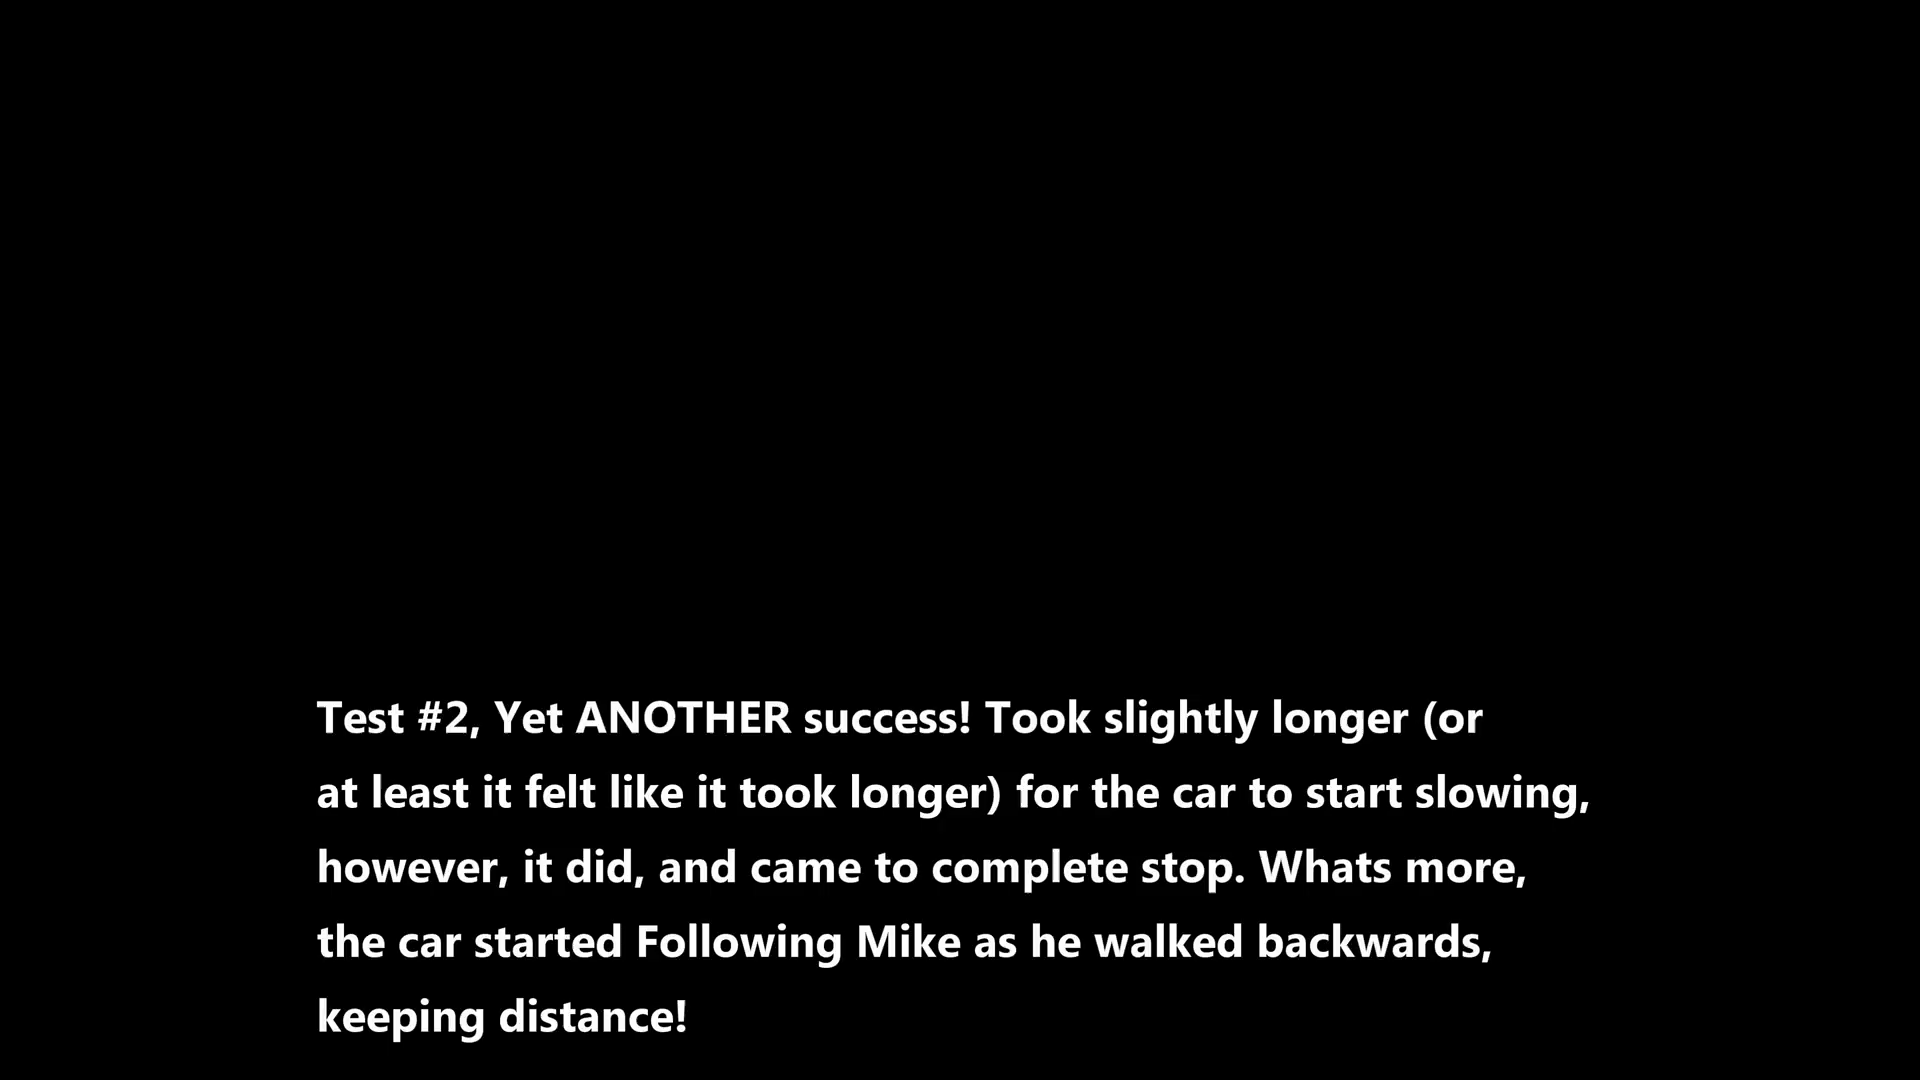 Test #2, Yet ANOTHER success! Took slightly longer (or
at least it felt like it took longer) for the car to start slowing,
however, it did, and came to complete stop. Whats more,
the car started Following Mike as he walked backwards,
keeping distance!